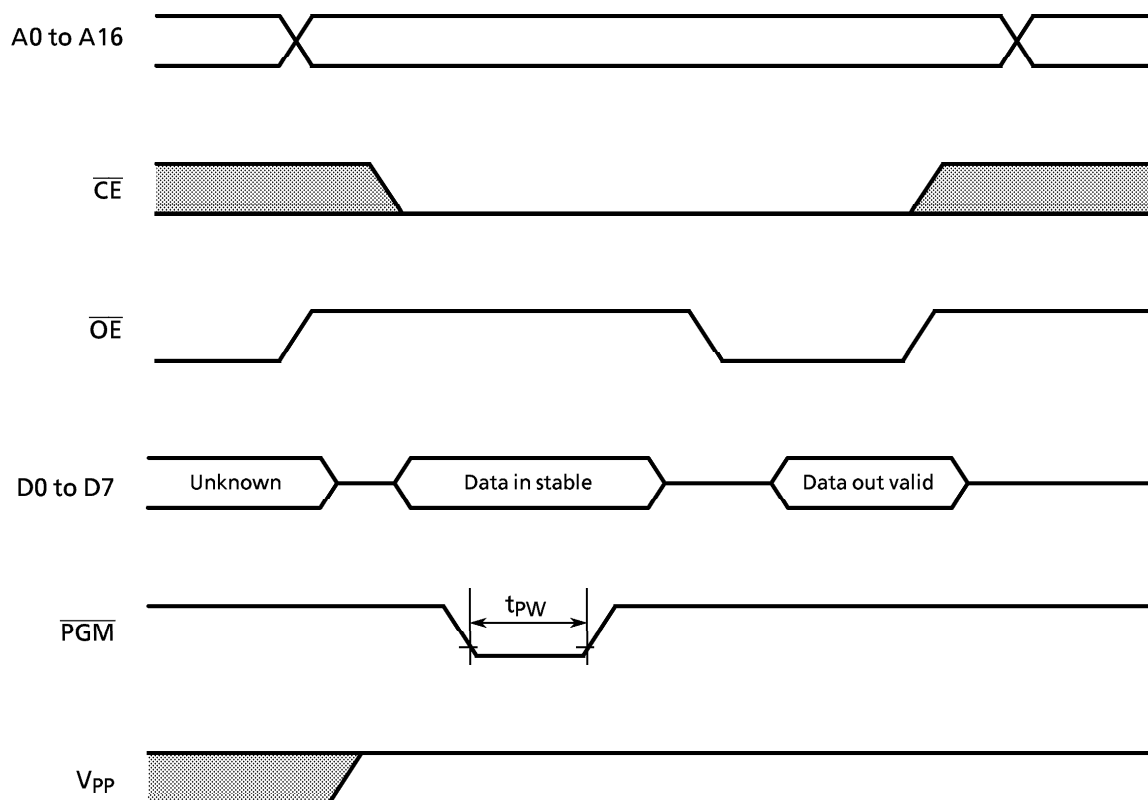 A0 to A16
CE
OE
D0 to D7
Unknown
Data in stable
Data out valid
PGM
tPW
VPP